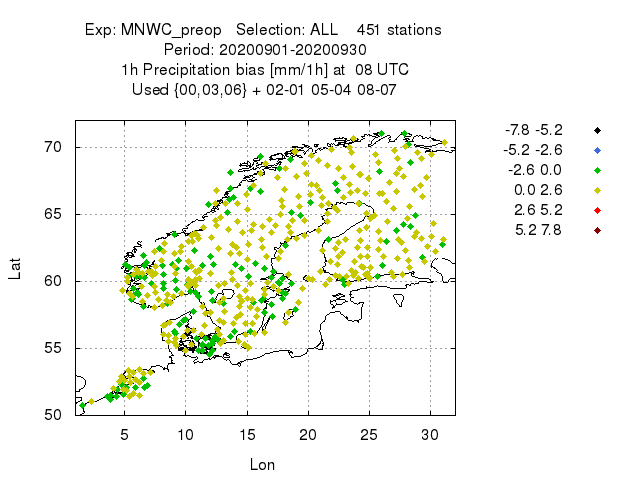 Exp: MNWC_preop   Selection: ALL    451 stations
Period: 20200901-20200930
1h Precipitation bias [mm/1h] at  08 UTC
Used {00,03,06} + 02-01 05-04 08-07
-7.8 -5.2
-5.2 -2.6
-2.6 0.0
0.0 2.6
2.6 5.2
5.2 7.8
70
65
60
55
50
Lat
5 10 15 20 25 30
Lon